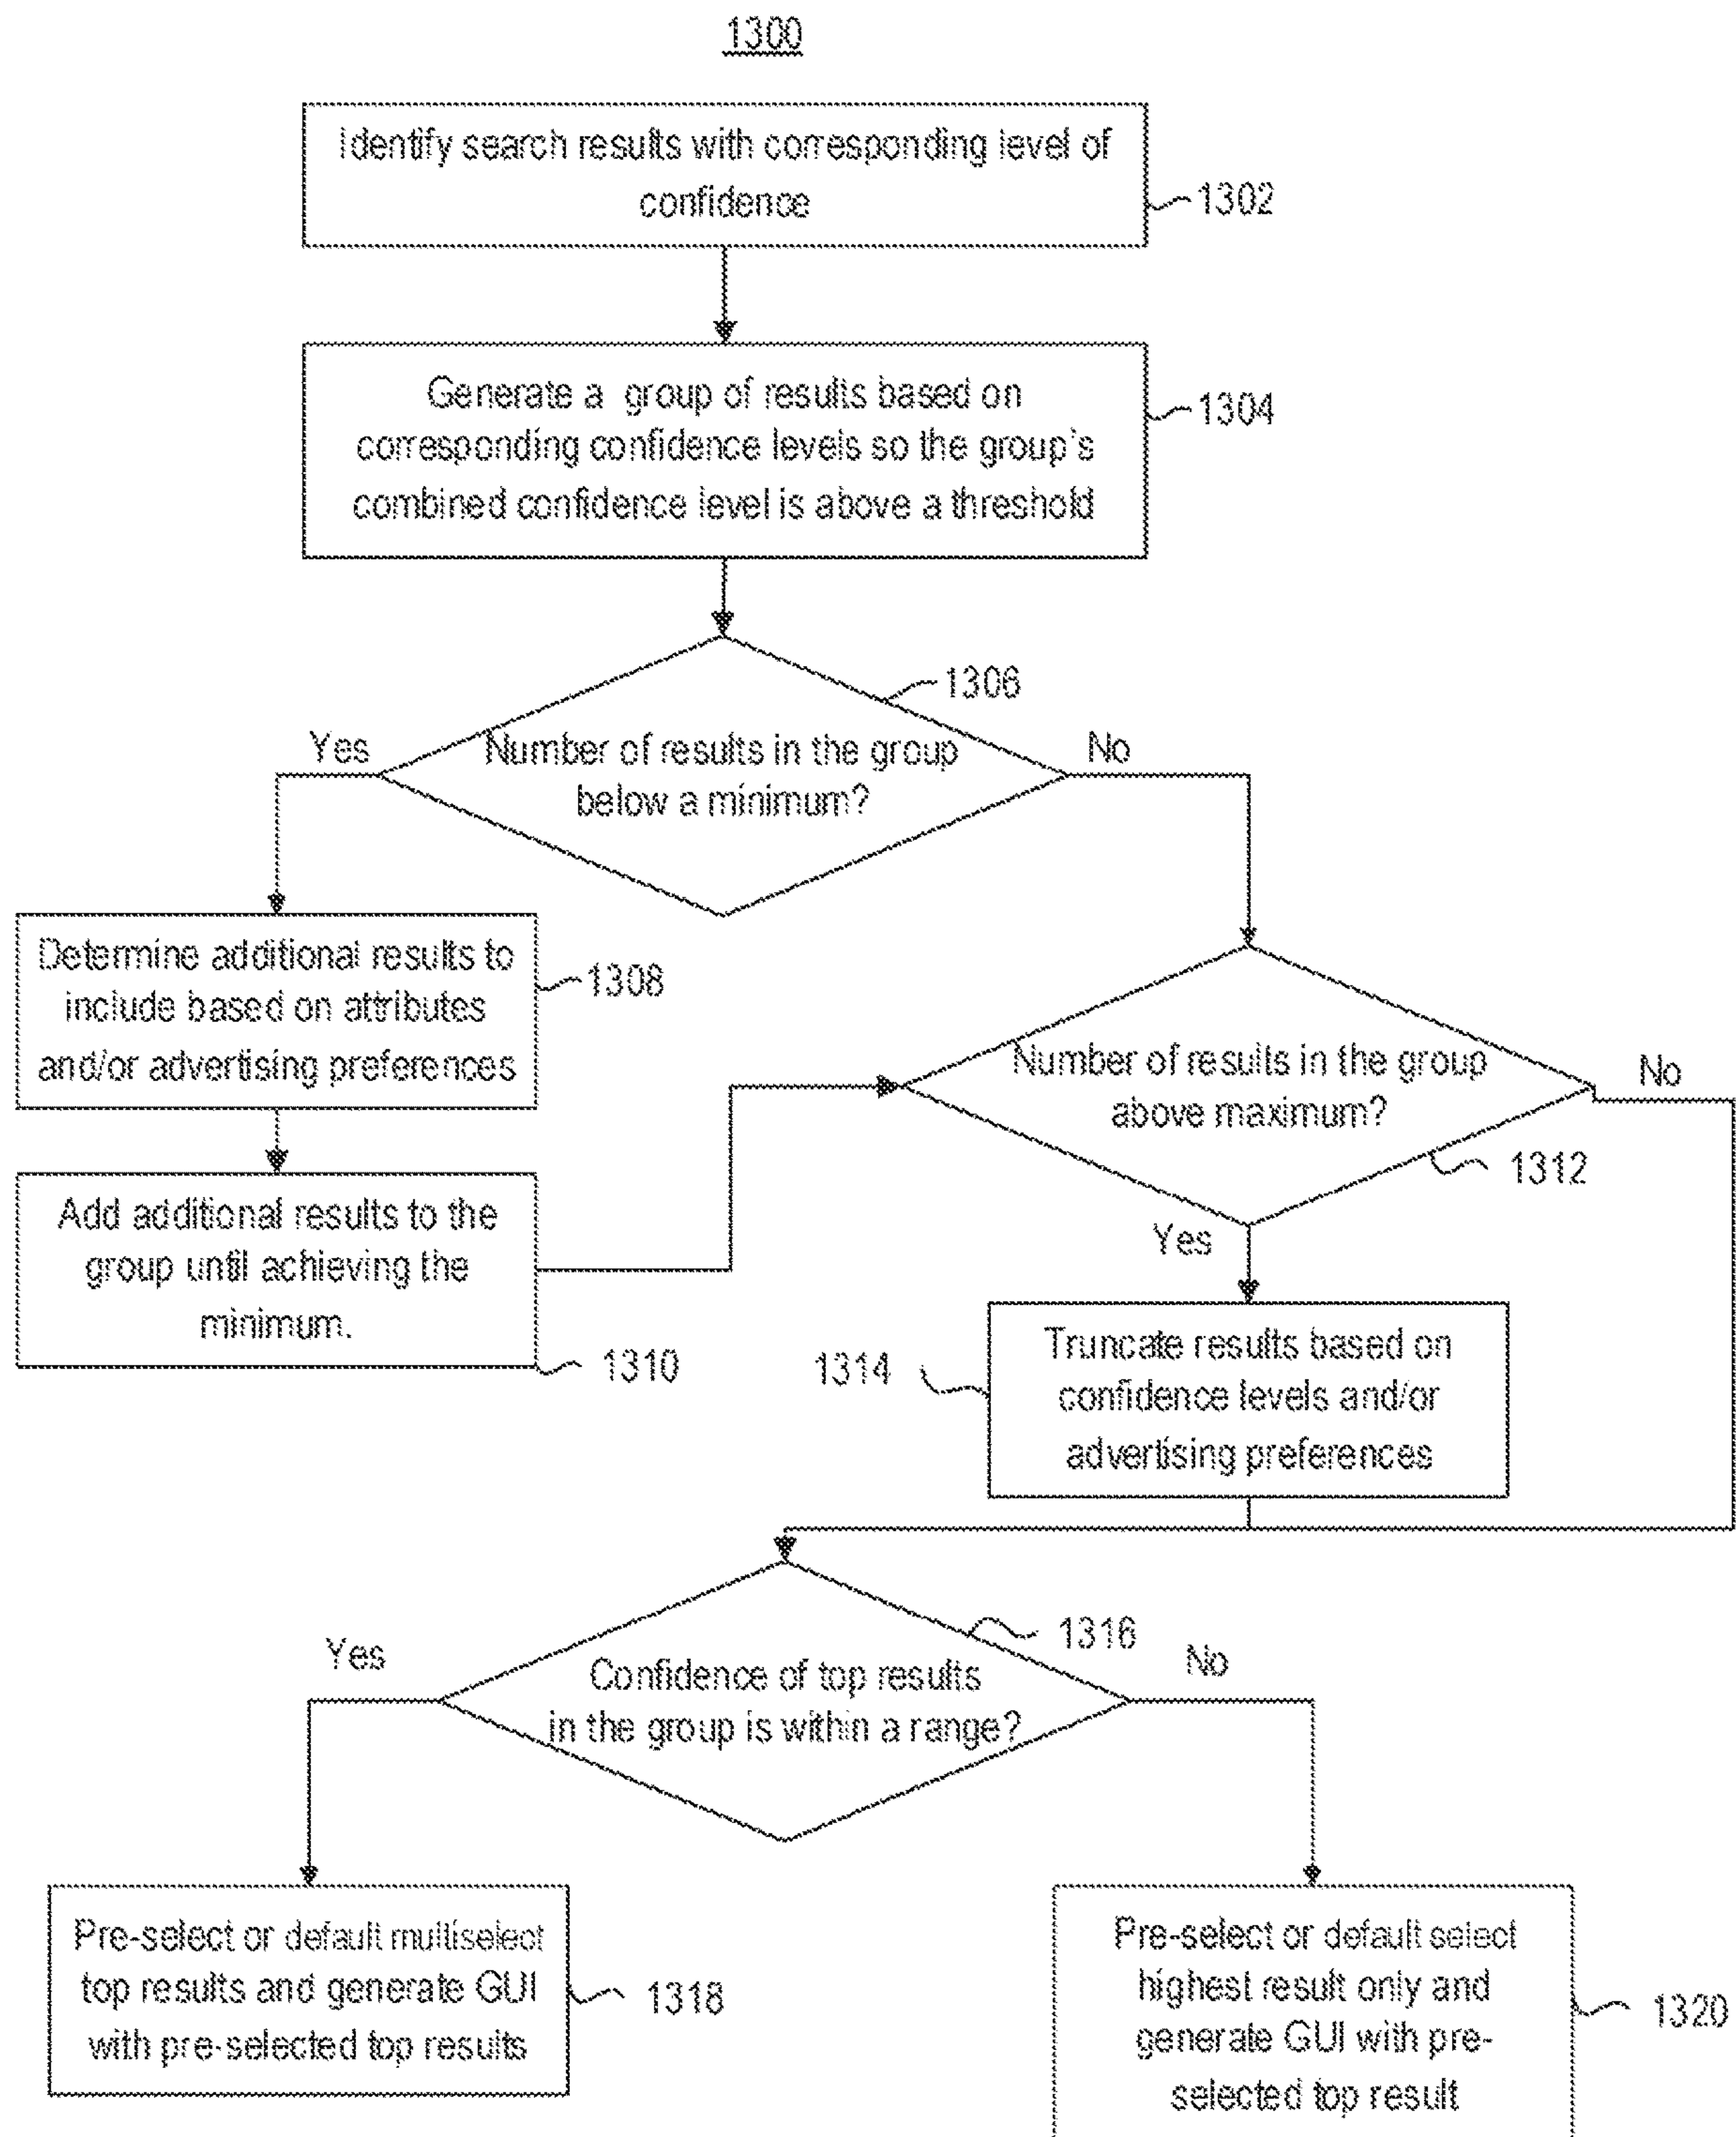 1300
Identify search results with corresponding level of
confidence
1302
Generate a group of results based on
corresponding confidence levels so the group's
combined confidence level is above a threshold
1304
1306
Yes
Number of results in the group
below a minimum?
No
Determine additional results to
include based on attributes
and/or advertising preferences
1308
Number of results in the group
above maximum?
No
1312
Yes
Add additional results to the
group until achieving the
minimum.
1310
1314
Truncate results based on
confidence levels and/or
advertising preferences
1316
Yes
Confidence of top results
in the group is within a range?
No
Pre-select or default multiselect
top results and generate GUI
with pre-selected top results
1318
Pre-select or default select
highest result only and
generate GUI with pre-
selected top result
1320